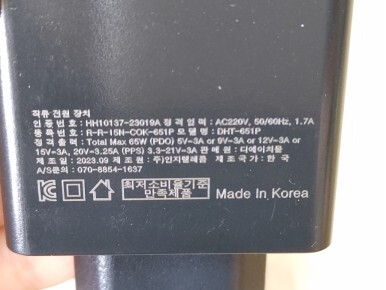 직류 전원 장치
인증 번호 : HH10137-23019A 정격 입력 : AC220V, 50/60Hz, 1.7A
등록 번호 : R-R-15N-COK-651P 모델명 : DHT-651P
정격 출력 : Total Max 65W (PDO) 5V⎓3A or 9V⎓3A or 12V⎓3A or
15V⎓3A, 20V⎓3.25A (PPS) 3.3-21V⎓3A 판매원 : 디에이치통
제조일 : 2023.09 제조원 : 주)인지텔레콤 제조국 : 한 국
A/S문의 : 070-8854-1637
최저소비효율기준
만족제품
Made In Korea